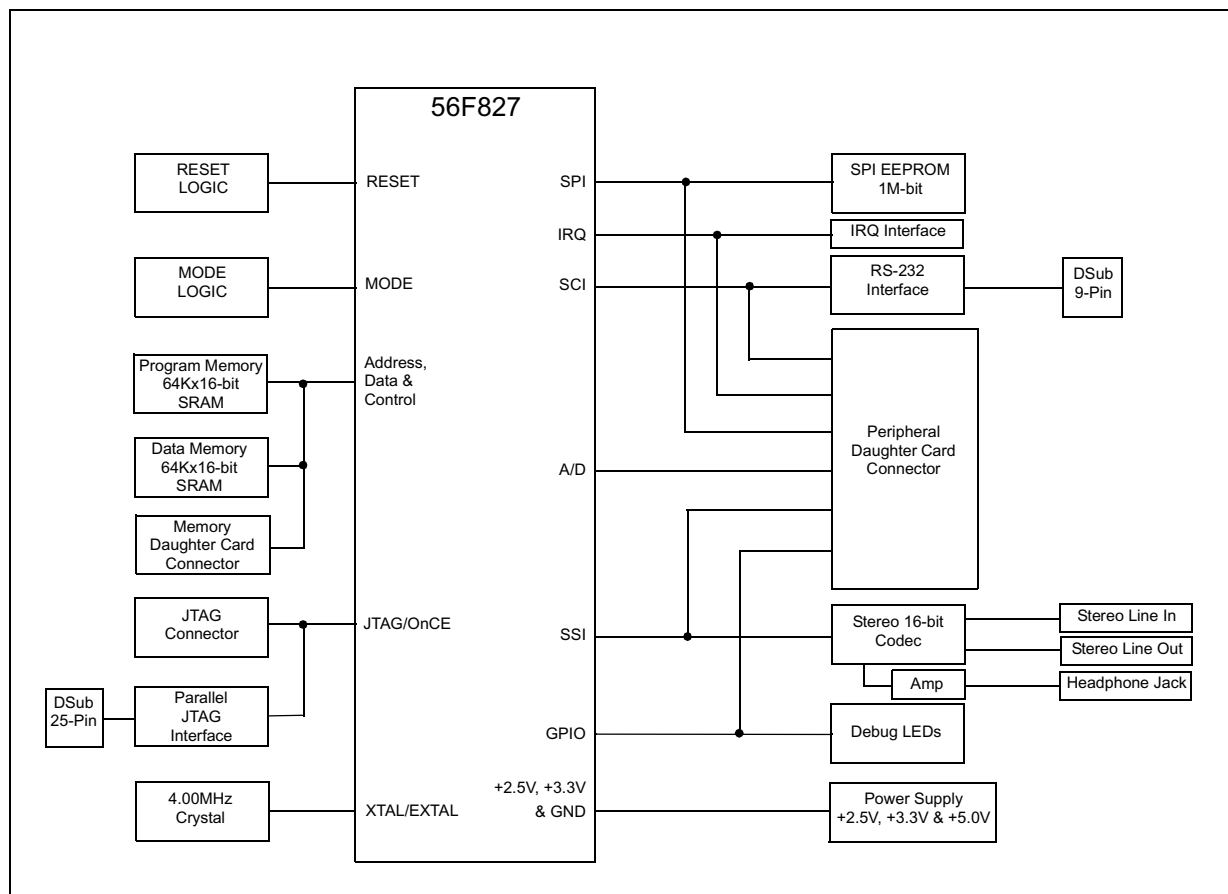 56F827
RESET
LOGIC
RESET
MODE
LOGIC
MODE
Program Memory
64Kx16-bit
SRAM
Address,
Data &
Control
Data Memory
64Kx16-bit
SRAM
Memory
Daughter Card
Connector
JTAG
Connector
JTAG/OnCE
DSub
25-Pin
Parallel
JTAG
Interface
4.00MHz
Crystal
XTAL/EXTAL
SPI
SPI EEPROM
1M-bit
IRQ
IRQ Interface
SCI
RS-232
Interface
DSub
9-Pin
A/D
Peripheral
Daughter Card
Connector
SSI
Stereo 16-bit
Codec
Stereo Line In
Stereo Line Out
Amp
Headphone Jack
GPIO
Debug LEDs
+2.5V, +3.3V
& GND
Power Supply
+2.5V, +3.3V & +5.0V